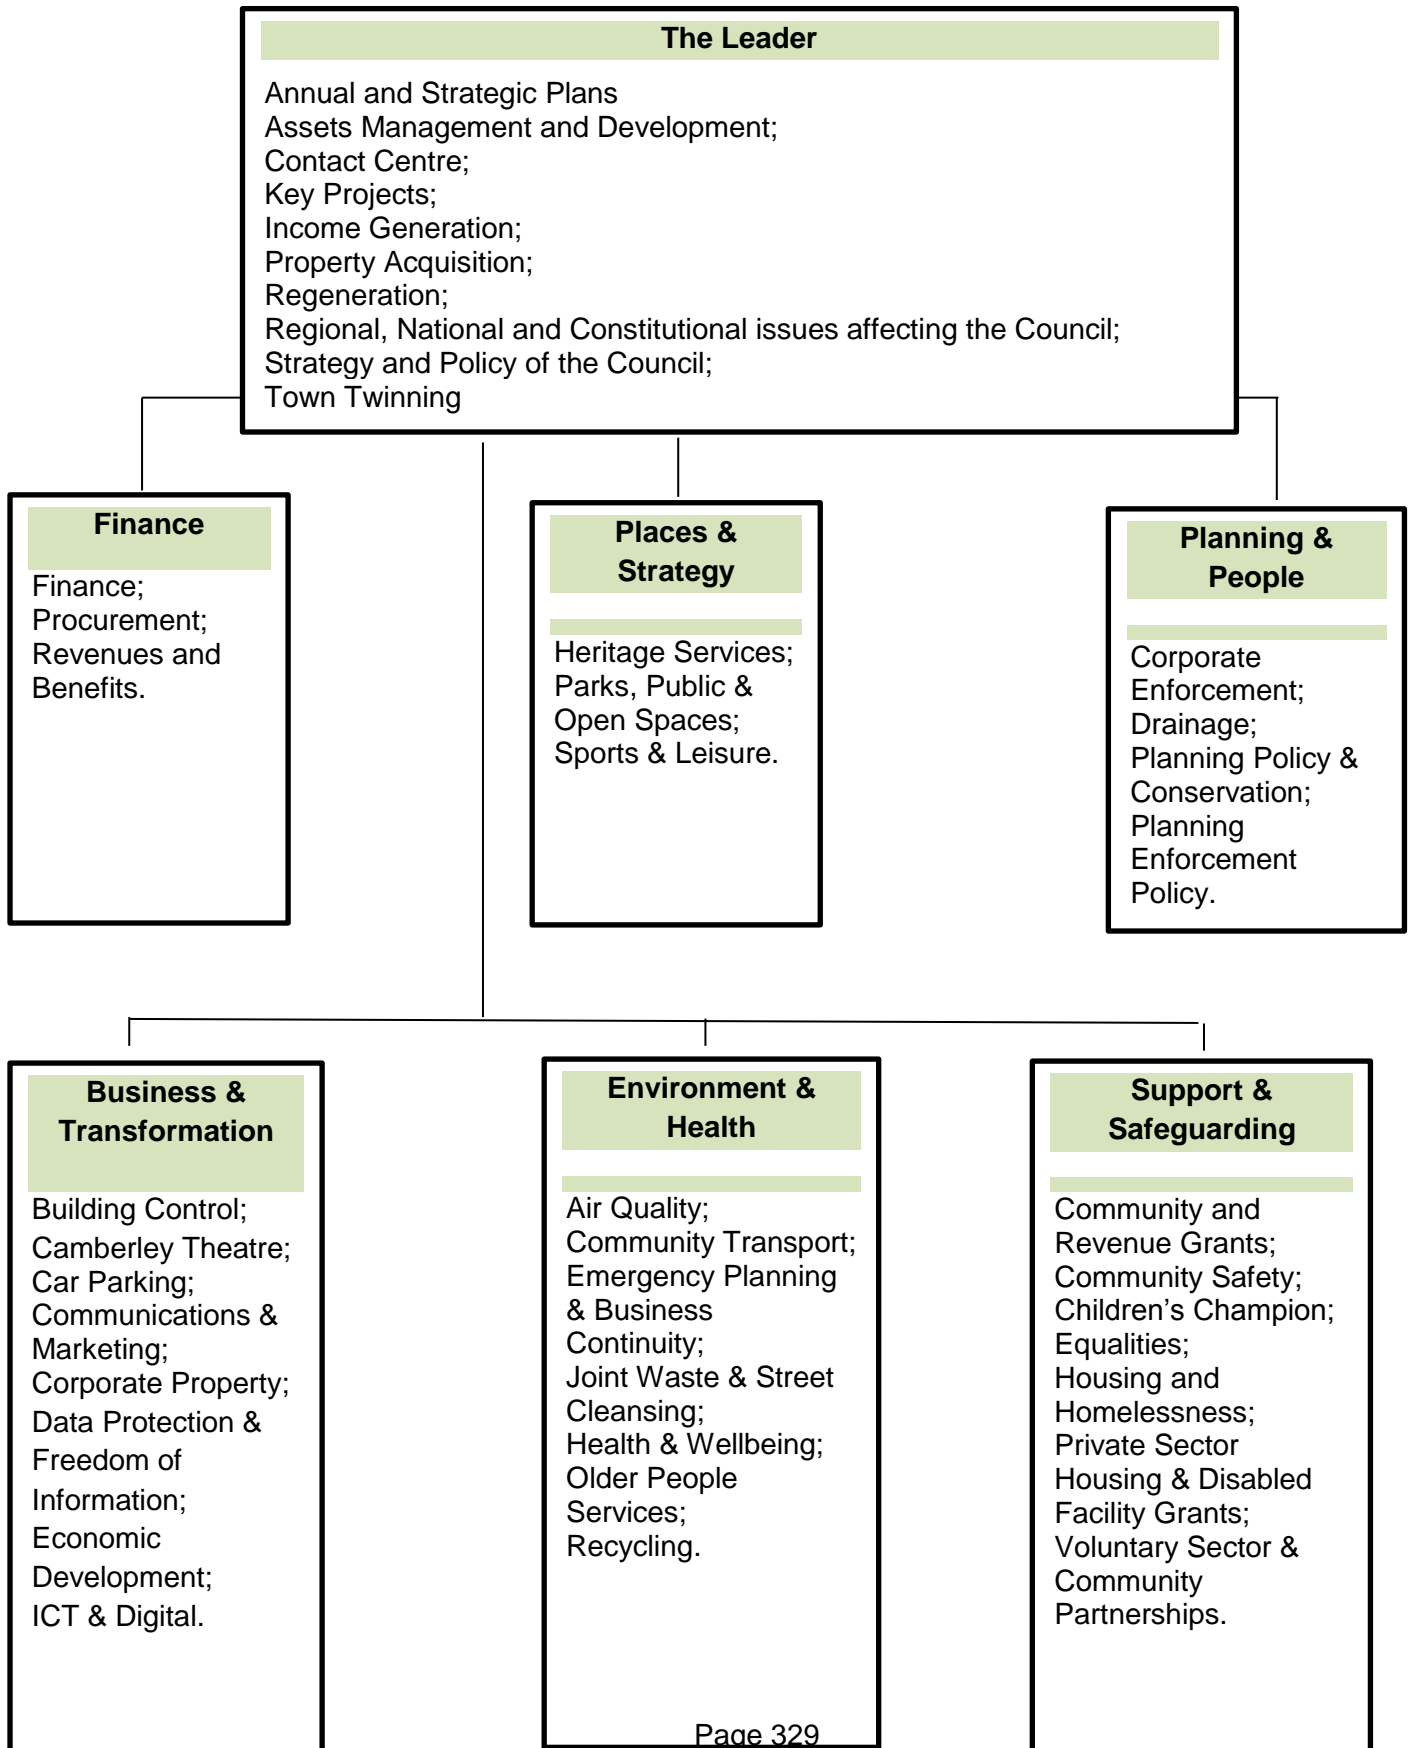 The Leader
Annual and Strategic Plans
Assets Management and Development;
Contact Centre;
Key Projects;
Income Generation;
Property Acquisition;
Regeneration;
Regional, National and Constitutional issues affecting the Council;
Strategy and Policy of the Council;
Town Twinning
Finance
Finance;
Procurement;
Revenues and
Benefits.
Places &
Strategy
Heritage Services;
Parks, Public &
Open Spaces;
Sports & Leisure.
Planning &
People
Corporate
Enforcement;
Drainage;
Planning Policy &
Conservation;
Planning
Enforcement
Policy.
Business &
Transformation
Building Control;
Camberley Theatre;
Car Parking;
Communications &
Marketing;
Corporate Property;
Data Protection &
Freedom of
Information;
Economic
Development;
ICT & Digital.
Environment &
Health
Air Quality;
Community Transport;
Emergency Planning
& Business
Continuity;
Joint Waste & Street
Cleansing;
Health & Wellbeing;
Older People
Services;
Recycling.
Support &
Safeguarding
Community and
Revenue Grants;
Community Safety;
Children’s Champion;
Equalities;
Housing and
Homelessness;
Private Sector
Housing & Disabled
Facility Grants;
Voluntary Sector &
Community
Partnerships.
Page 329